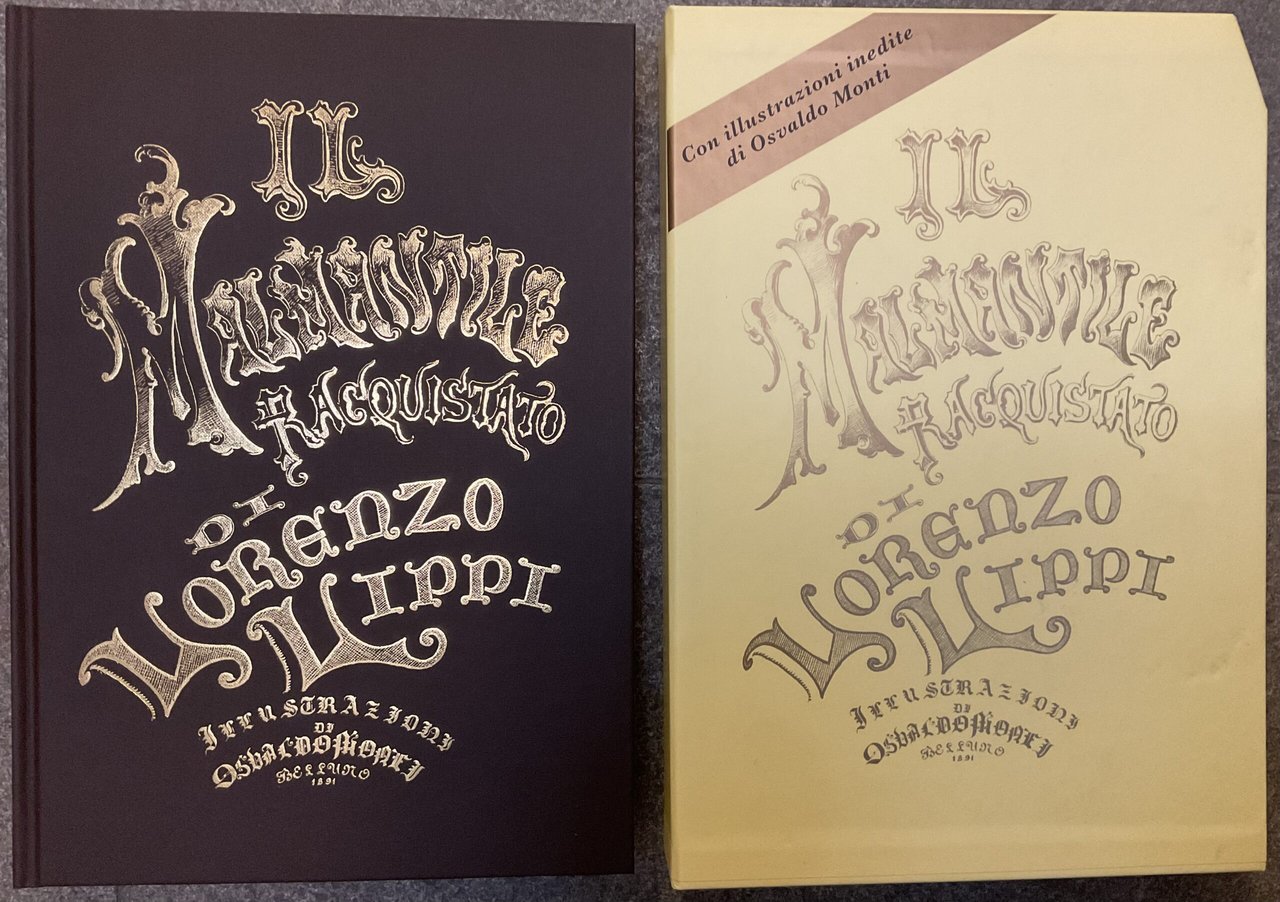 IL
MALMANTILE
RACQUISTATO
DI
LORENZO
LIPPI
ILLUSTRAZIONI
DI
OSVALDO MONTI
BELLUNO
1891
Con illustrazioni inedite
di Osvaldo Monti
IL
MALMANTILE
RACQUISTATO
DI
LORENZO
LIPPI
ILLUSTRAZIONI
DI
OSVALDO MONTI
BELLUNO
1891